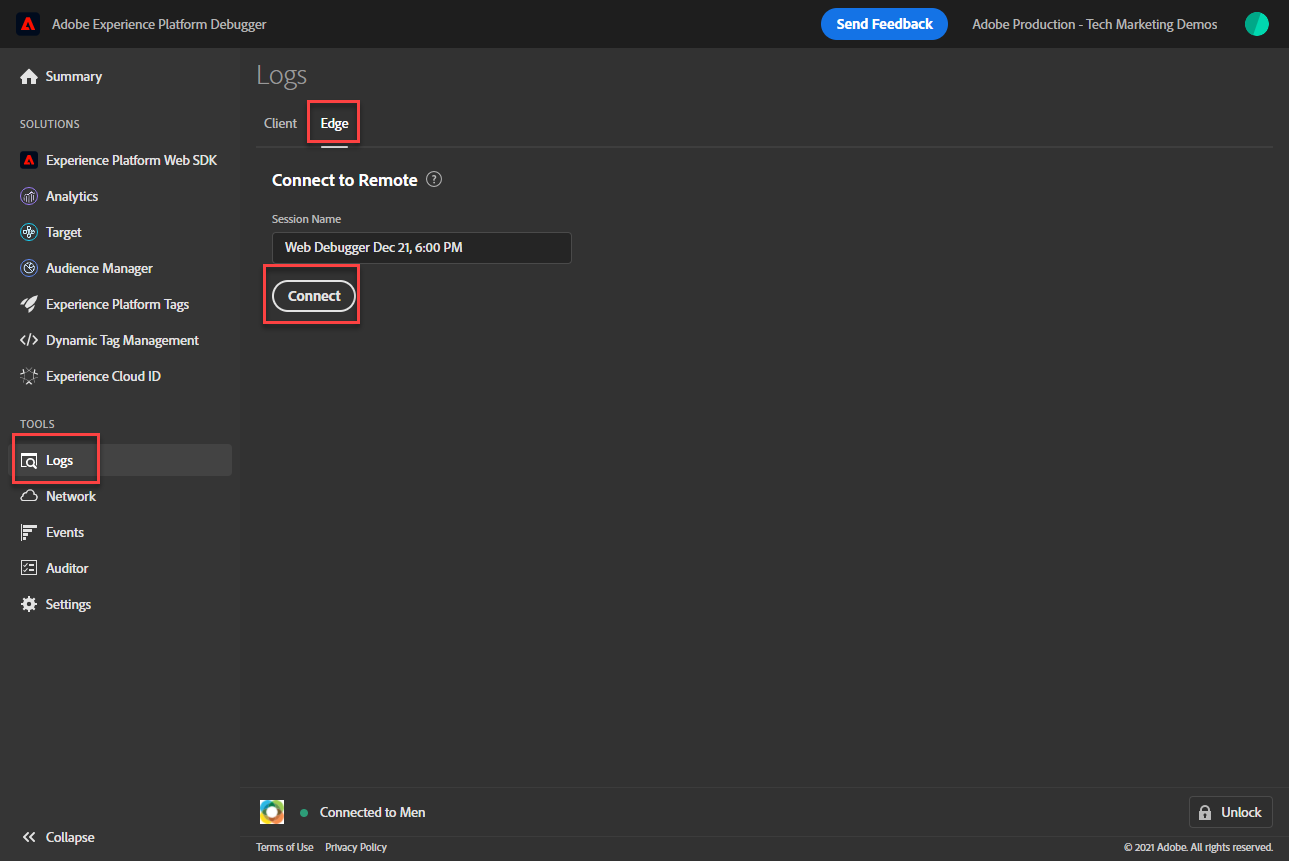 Adobe Experience Platform Debugger
Send Feedback
Adobe Production - Tech Marketing Demos
Summary
SOLUTIONS
Experience Platform Web SDK
Analytics
Target
Audience Manager
Experience Platform Tags
Dynamic Tag Management
Experience Cloud ID
TOOLS
Logs
Network
Events
Auditor
Settings
Collapse
Logs
Client
Edge
Connect to Remote ?
Session Name
Web Debugger Dec 21, 6:00 PM
Connect
Connected to Men
Unlock
Terms of Use
Privacy Policy
© 2021 Adobe. All rights reserved.